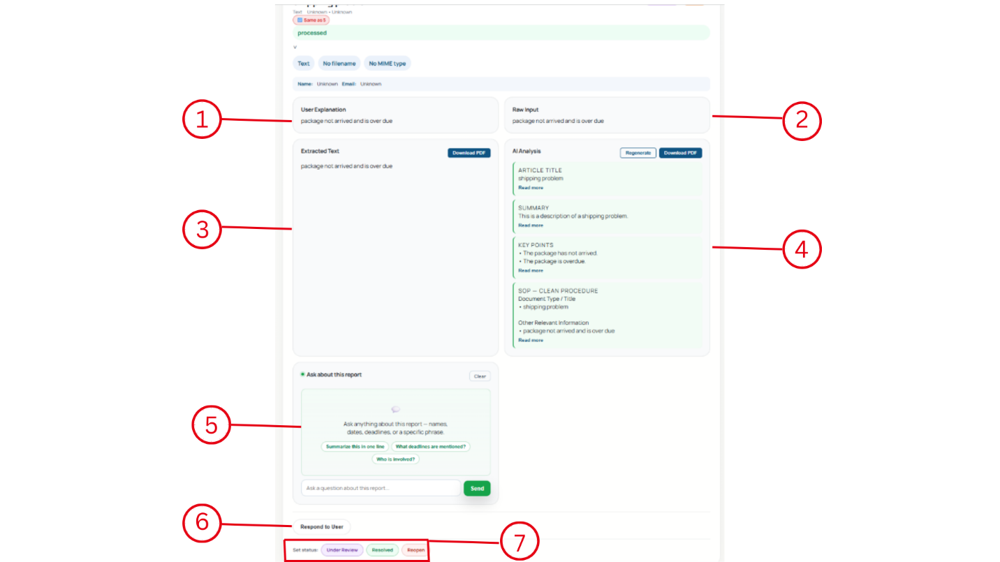 Text Unknown • Unknown
Same as 5
processed
v
Text No filename No MIME type
Name: Unknown Email: Unknown
1
User Explanation
package not arrived and is over due
Raw Input
package not arrived and is over due
2
Extracted Text Download PDF
package not arrived and is over due
3
AI Analysis Regenerate Download PDF
ARTICLE TITLE
shipping problem
Read more
SUMMARY
This is a description of a shipping problem.
Read more
KEY POINTS
• The package has not arrived.
• The package is overdue.
Read more
SOP — CLEAN PROCEDURE
Document Type / Title
• shipping problem
Other Relevant Information
• package not arrived and is over due
Read more
4
Ask about this report Clear
Ask anything about this report — names,
dates, deadlines, or a specific phrase.
Summarize this in one line What deadlines are mentioned?
Who is involved?
5
Ask a question about this report... Send
6
Respond to User
7
Set status: Under Review Resolved Reopen